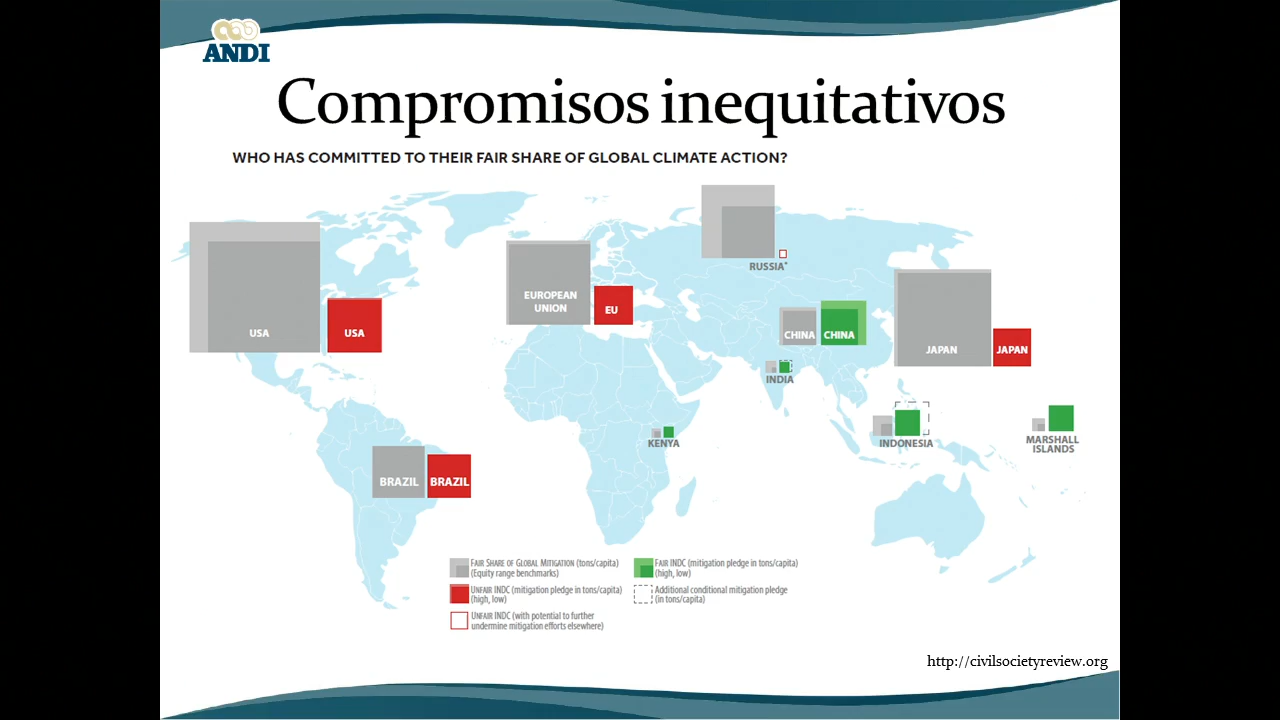 ANDI
Compromisos inequitativos
WHO HAS COMMITTED TO THEIR FAIR SHARE OF GLOBAL CLIMATE ACTION?
USA
USA
EUROPEAN
UNION
EU
RUSSIA*
CHINA
CHINA
JAPAN
JAPAN
INDIA
KENYA
INDONESIA
MARSHALL
ISLANDS
BRAZIL
BRAZIL
FAIR SHARE OF GLOBAL MITIGATION (tons/capita)
(Equity range benchmarks)
UNFAIR INDC (mitigation pledge in tons/capita)
(high, low)
UNFAIR INDC (with potential to further
undermine mitigation efforts elsewhere)
FAIR INDC (mitigation pledge in tons/capita)
(high, low)
Additional conditional mitigation pledge
(in tons/capita)
http://civilsocietyreview.org